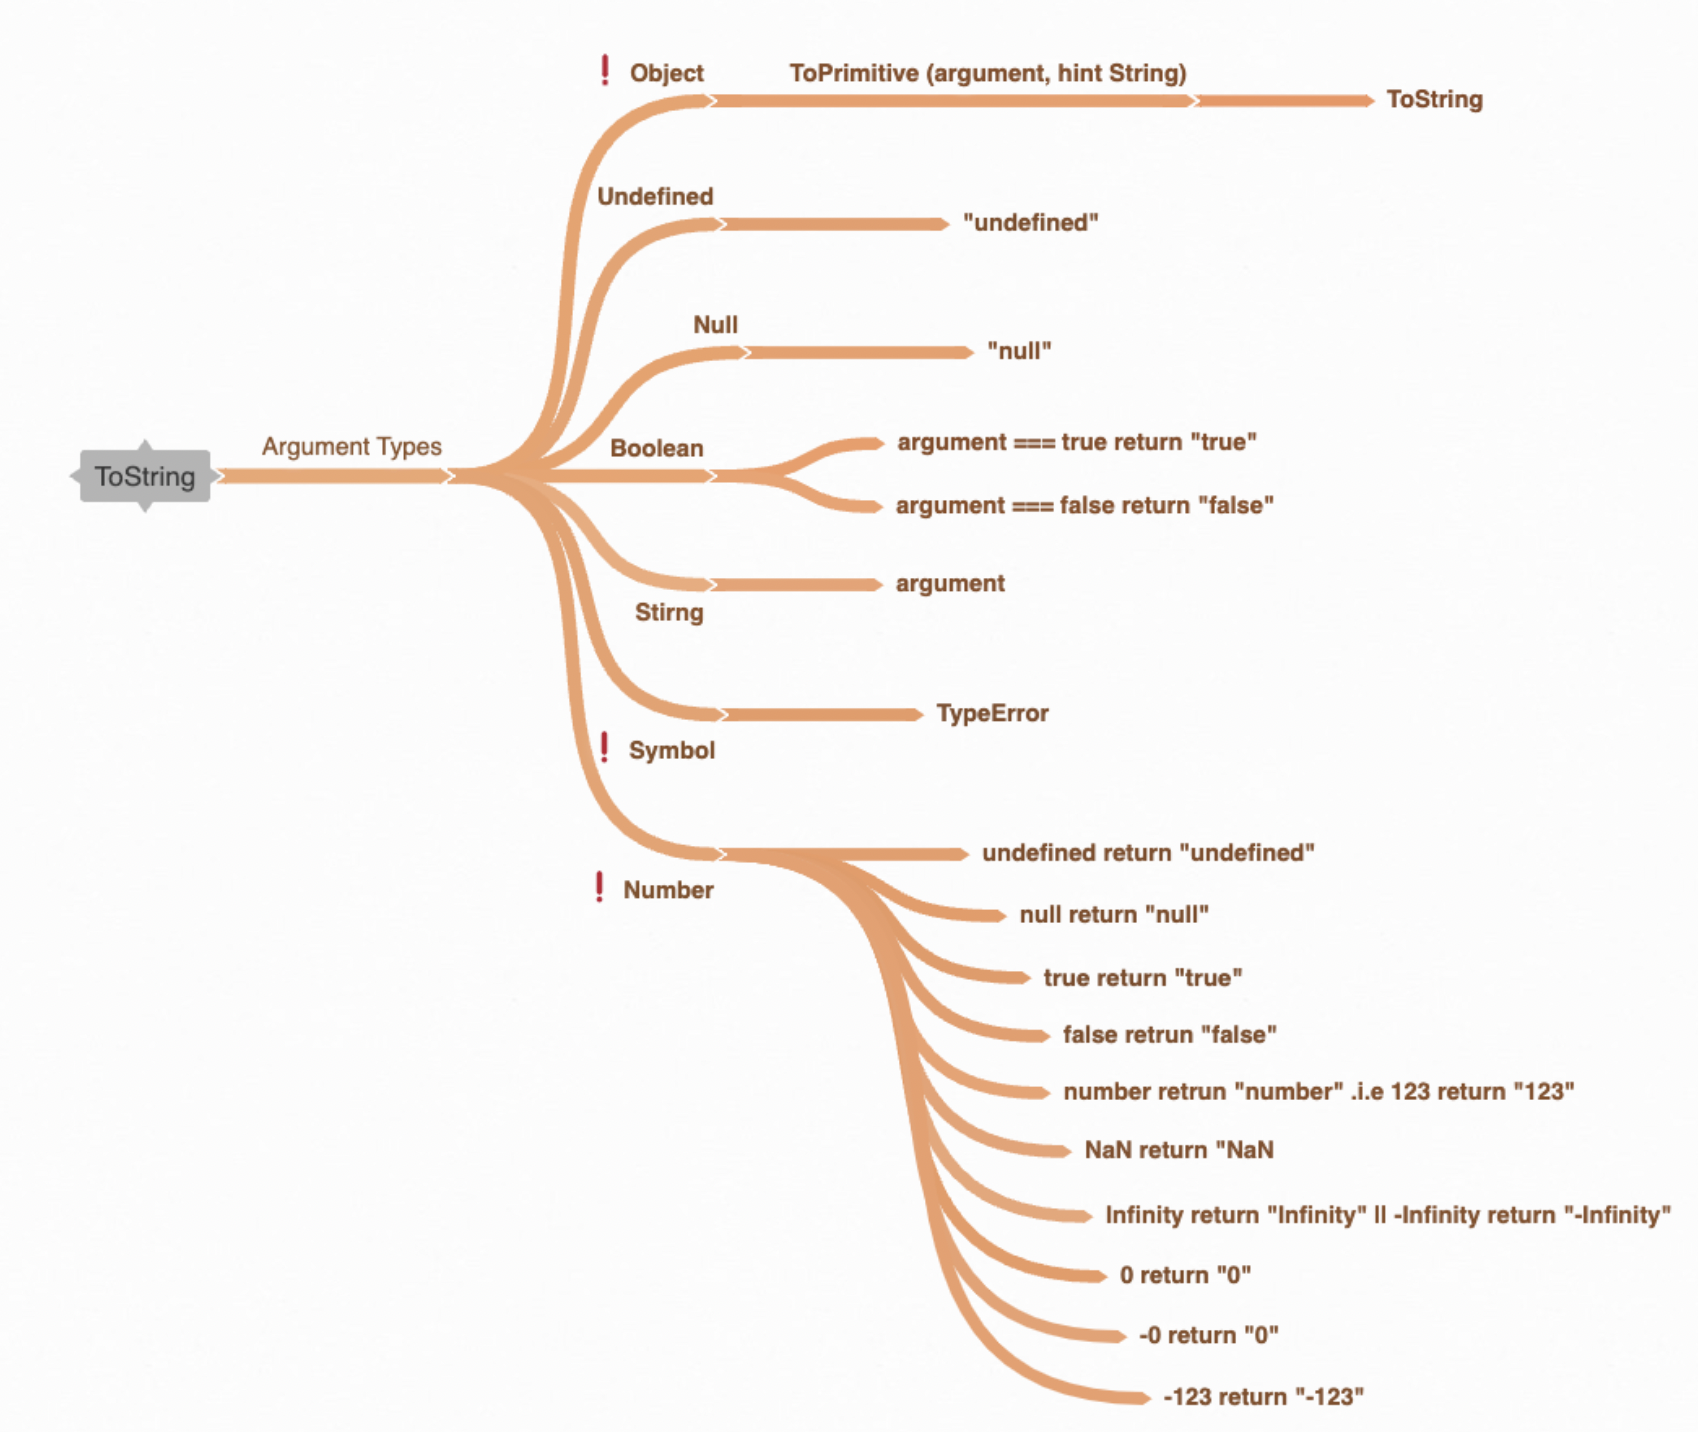 Object
ToPrimitive (argument, hint String)
ToString
Undefined
"undefined"
Null
"null"
ToString
Argument Types
Boolean
argument === true return "true"
argument === false return "false"
Stirng
argument
Symbol
TypeError
Number
undefined return "undefined"
null return "null"
true return "true"
false retrun "false"
number retrun "number" .i.e 123 return "123"
NaN return "NaN
Infinity return "Infinity" || -Infinity return "-Infinity"
0 return "0"
-0 return "0"
-123 return "-123"